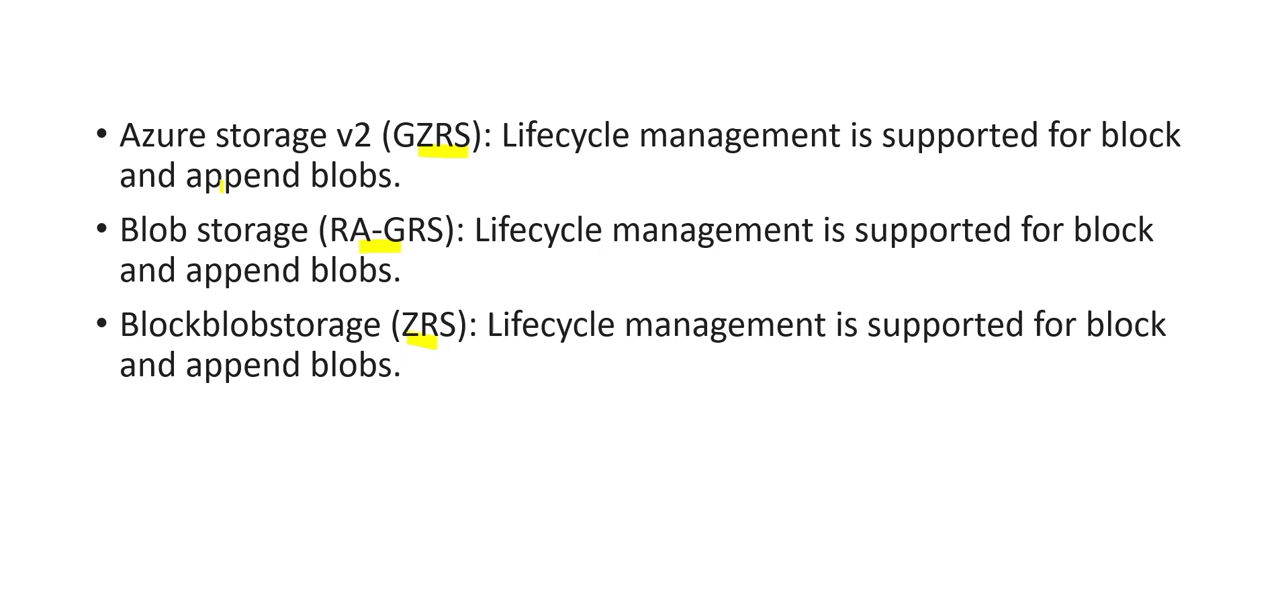 • Azure storage v2 (GZRS): Lifecycle management is supported for block
and append blobs.
• Blob storage (RA-GRS): Lifecycle management is supported for block
and append blobs.
• Blockblobstorage (ZRS): Lifecycle management is supported for block
and append blobs.